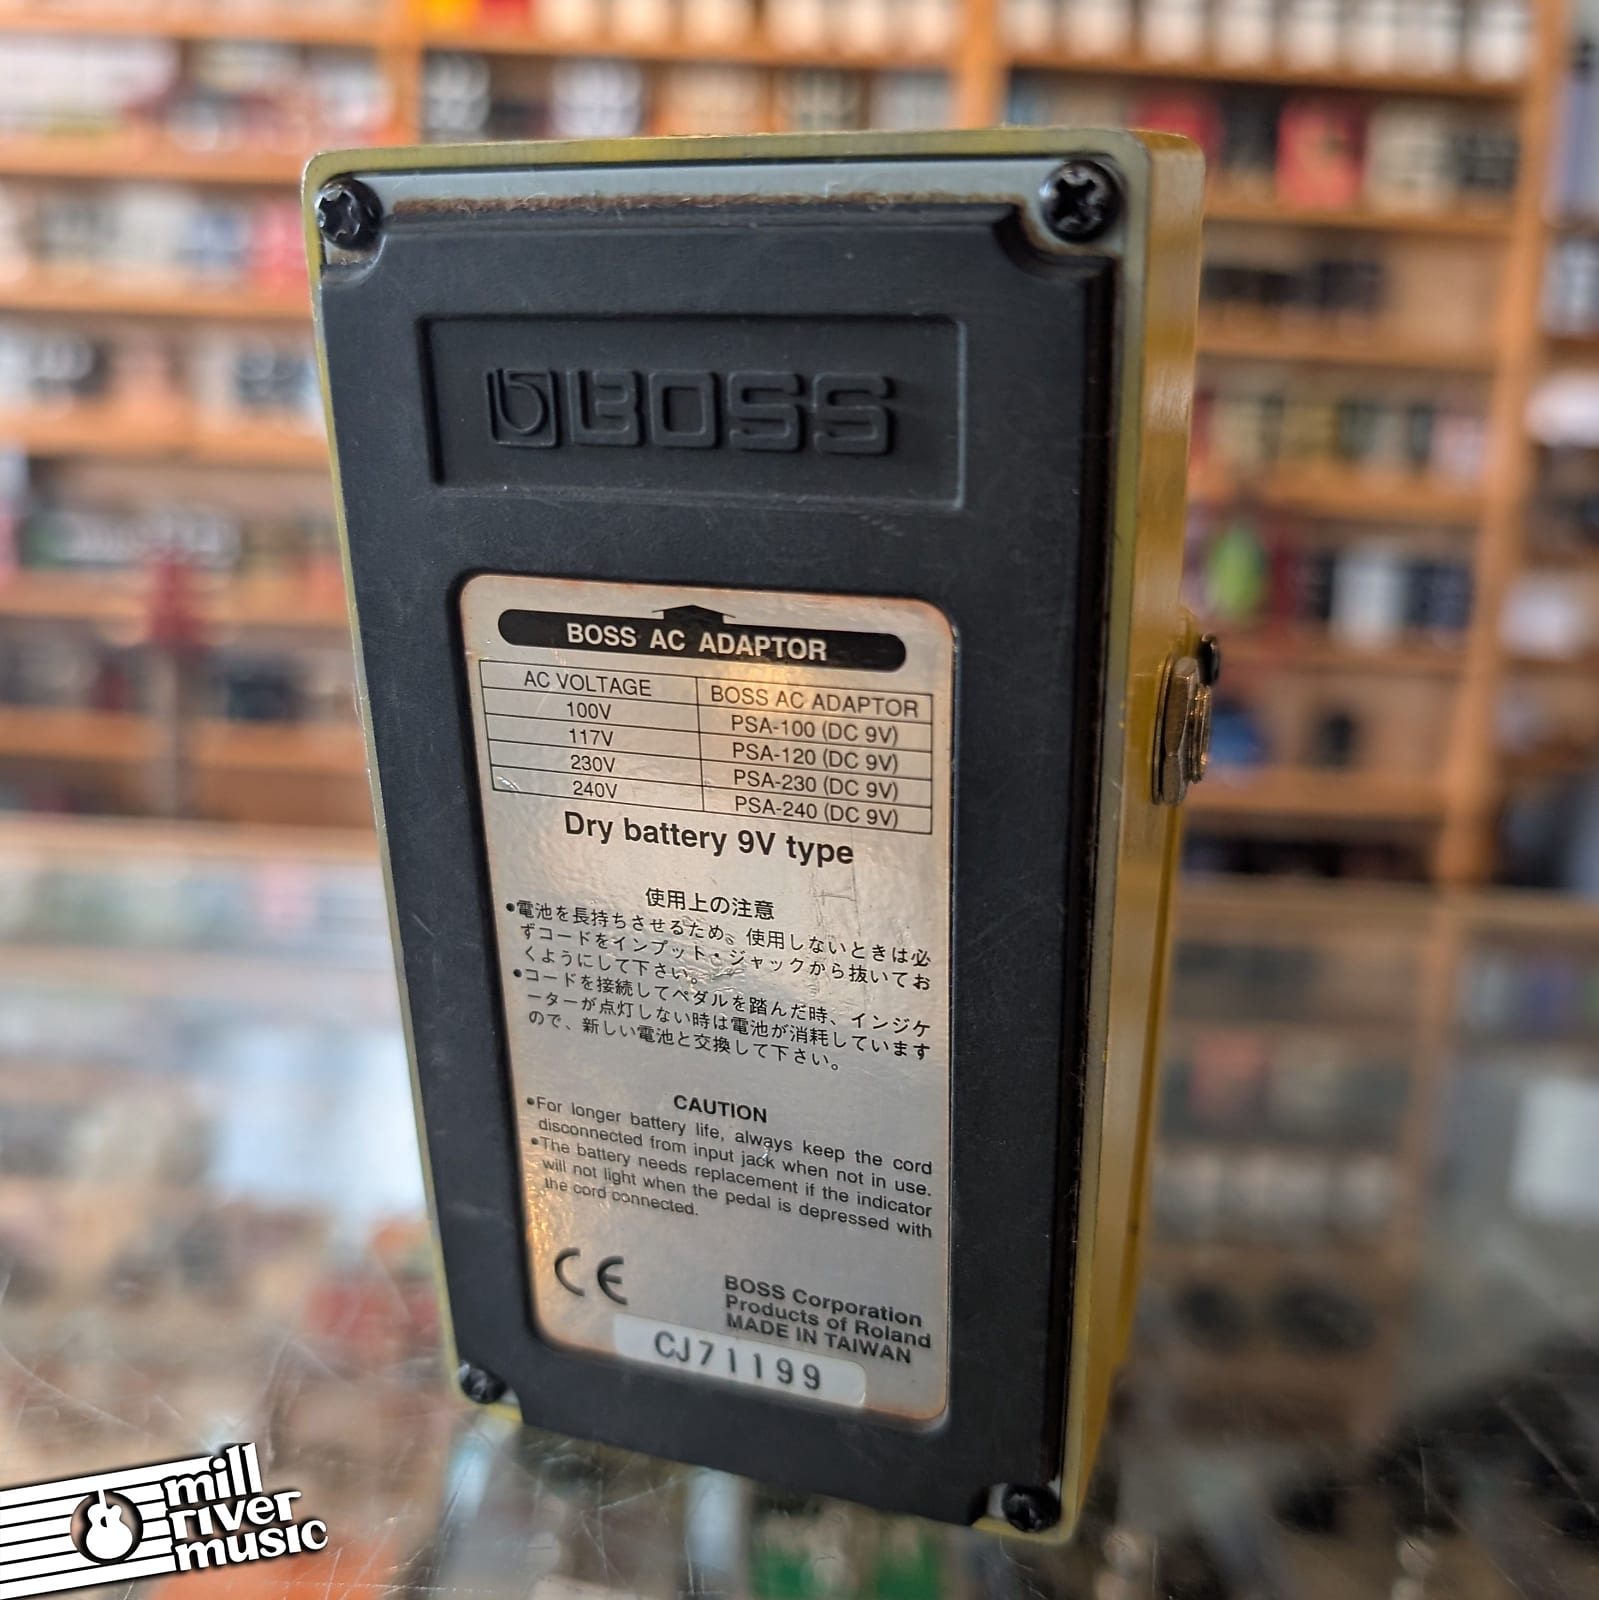 BOSS
BOSS AC ADAPTOR
AC VOLTAGE BOSS AC ADAPTOR
100V PSA-100 (DC 9V)
117V PSA-120 (DC 9V)
230V PSA-230 (DC 9V)
240V PSA-240 (DC 9V)
Dry battery 9V type
使用上の注意
•電池を長持ちさせるため、使用しないときは必
ずコードをインプット・ジャックから抜いてお
くようにして下さい。
•コードを接続してペダルを踏んだ時、インジケ
ーターが点灯しない時は電池が消耗しています
ので、新しい電池と交換して下さい。
CAUTION
•For longer battery life, always keep the cord
disconnected from input jack when not in use.
•The battery needs replacement if the indicator
will not light when the pedal is depressed with
the cord connected.
CE
BOSS Corporation
Products of Roland
MADE IN TAIWAN
CJ71199
mill
river
music